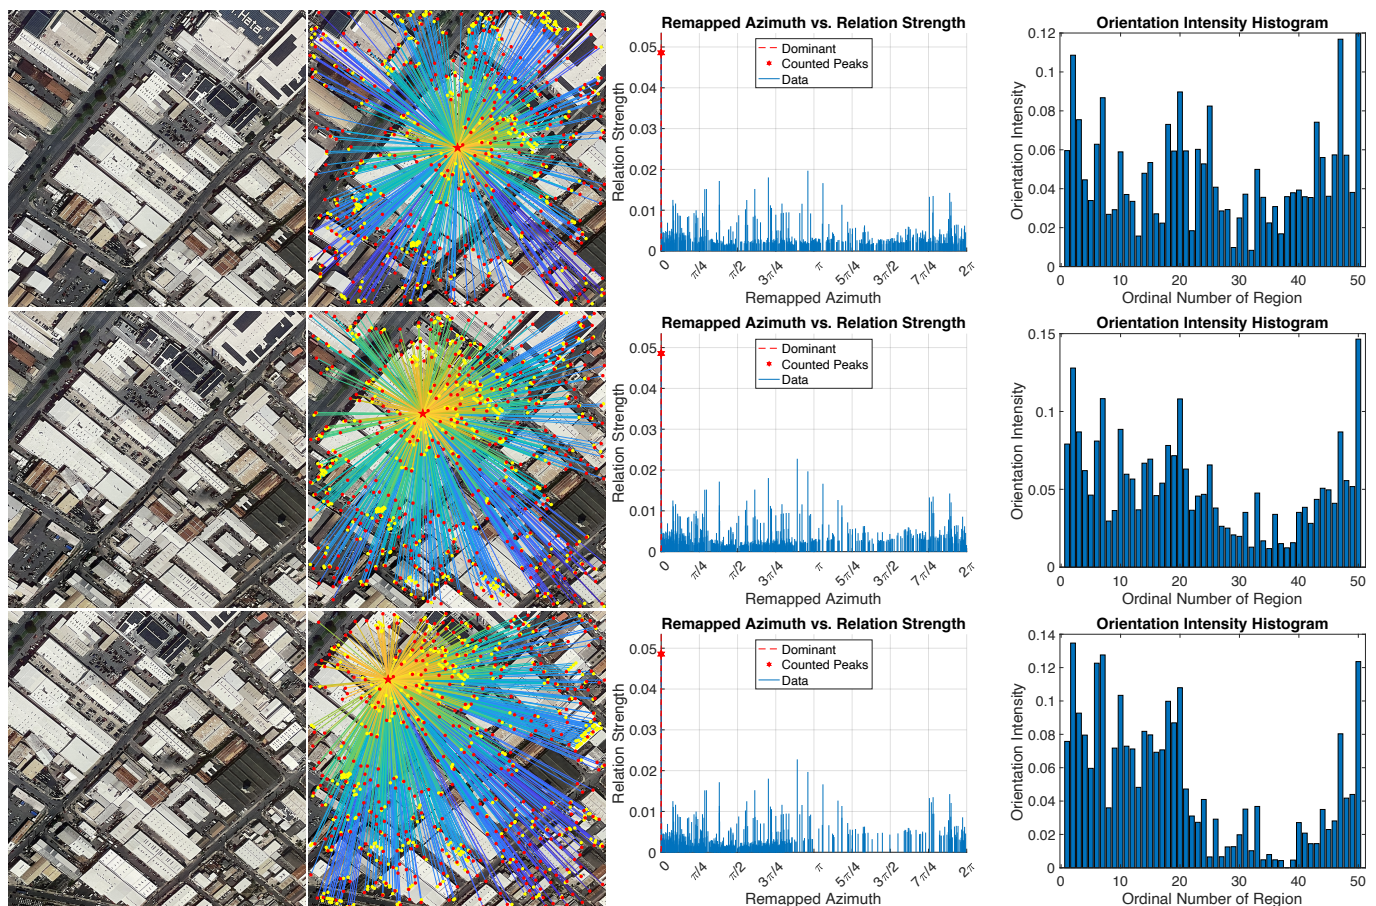 Theta
Remapped Azimuth vs. Relation Strength
Relation Strength
0.05
0.04
0.03
0.02
0.01
0
Dominant
Counted Peaks
Data
0 π/4 π/2 3π/4 π 5π/4 3π/2 7π/4 2π
Remapped Azimuth
Orientation Intensity Histogram
Orientation Intensity
0.12
0.1
0.08
0.06
0.04
0.02
0
0 10 20 30 40 50
Ordinal Number of Region
Remapped Azimuth vs. Relation Strength
Relation Strength
0.05
0.04
0.03
0.02
0.01
0
Dominant
Counted Peaks
Data
0 π/4 π/2 3π/4 π 5π/4 3π/2 7π/4 2π
Remapped Azimuth
Orientation Intensity Histogram
Orientation Intensity
0.15
0.1
0.05
0
0 10 20 30 40 50
Ordinal Number of Region
Remapped Azimuth vs. Relation Strength
Relation Strength
0.05
0.04
0.03
0.02
0.01
0
Dominant
Counted Peaks
Data
0 π/4 π/2 3π/4 π 5π/4 3π/2 7π/4 2π
Remapped Azimuth
Orientation Intensity Histogram
Orientation Intensity
0.14
0.12
0.1
0.08
0.06
0.04
0.02
0
0 10 20 30 40 50
Ordinal Number of Region